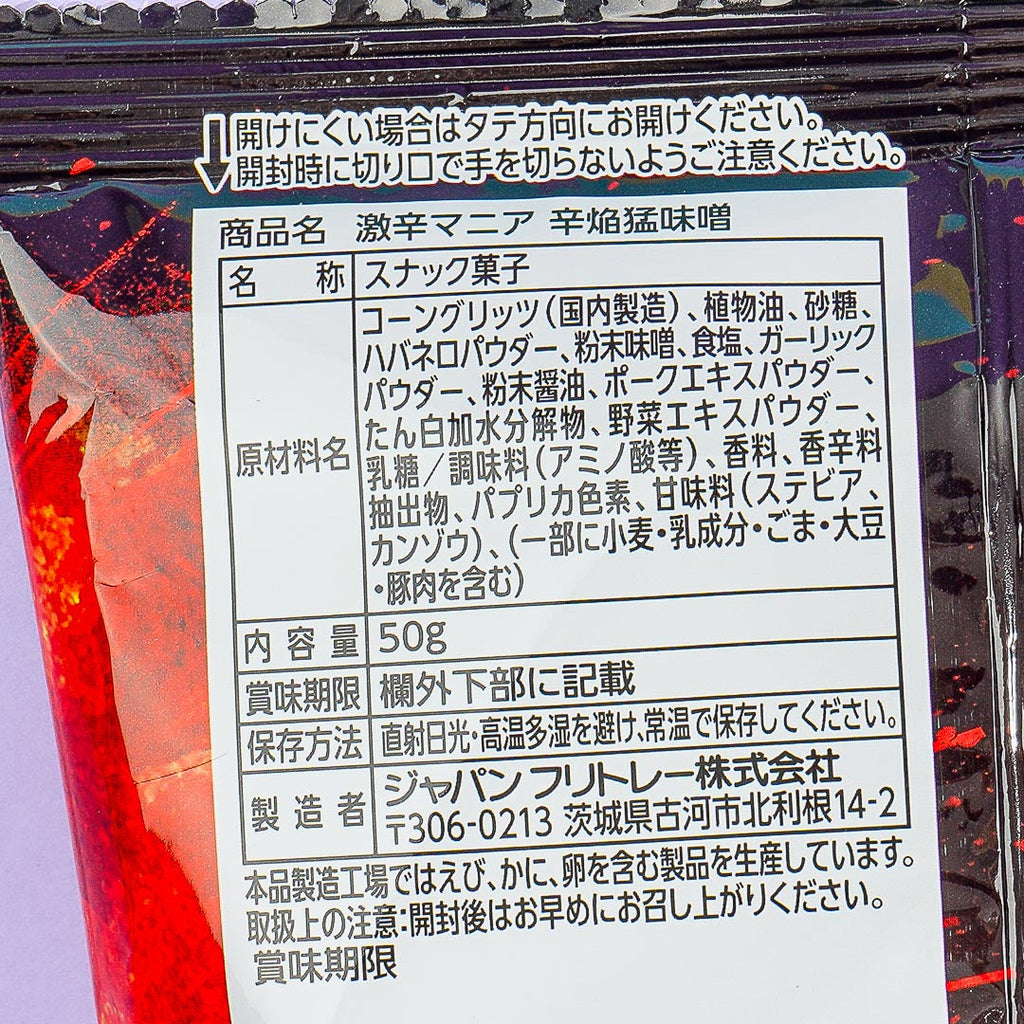 開けにくい場合はタテ方向にお開けください。
開封時に切り口で手を切らないようご注意ください。
商品名 激辛マニア 辛焔猛味噌
名称 スナック菓子
原材料名 コーングリッツ(国内製造)、植物油、砂糖、
ハバネロパウダー、粉末味噌、食塩、ガーリック
パウダー、粉末醤油、ポークエキスパウダー、
たん白加水分解物、野菜エキスパウダー、
乳糖/調味料(アミノ酸等)、香料、香辛料
抽出物、パプリカ色素、甘味料(ステビア、
カンゾウ)、(一部に小麦・乳成分・ごま・大豆
・豚肉を含む)
内容量 50g
賞味期限 欄外下部に記載
保存方法 直射日光・高温多湿を避け、常温で保存してください。
製造者 ジャパンフリトレー株式会社
〒306-0213 茨城県古河市北利根14-2
本品製造工場ではえび、かに、卵を含む製品を生産しています。
取扱上の注意:開封後はお早めにお召し上がりください。
賞味期限